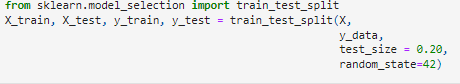 from sklearn.model_selection import train_test_split
X_train, X_test, y_train, y_test = train_test_split(X,
y_data,
test_size = 0.20,
random_state=42)